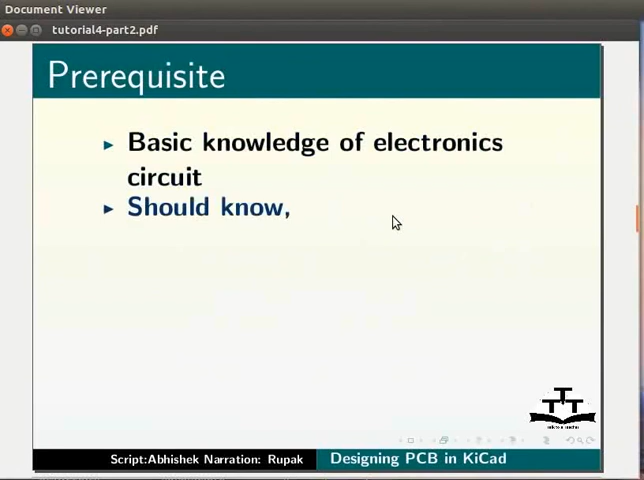 Document Viewer
tutorial4-part2.pdf
Prerequisite
Basic knowledge of electronics
circuit
Should know,
TTT
Script:Abhishek Narration: Rupak
Designing PCB in KiCad